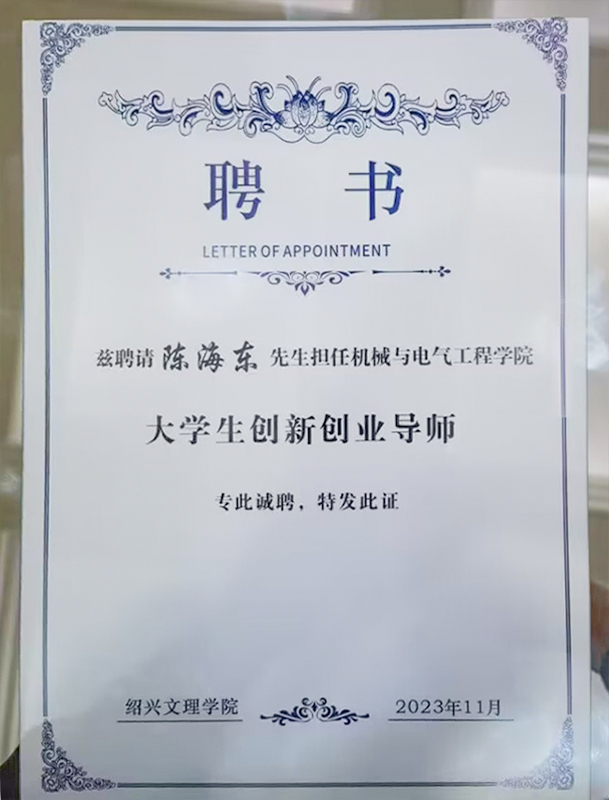 聘 书
LETTER OF APPOINTMENT
兹聘请 陈海东 先生担任机械与电气工程学院
大学生创新创业导师
专此诚聘，特发此证
绍兴文理学院 2023年11月